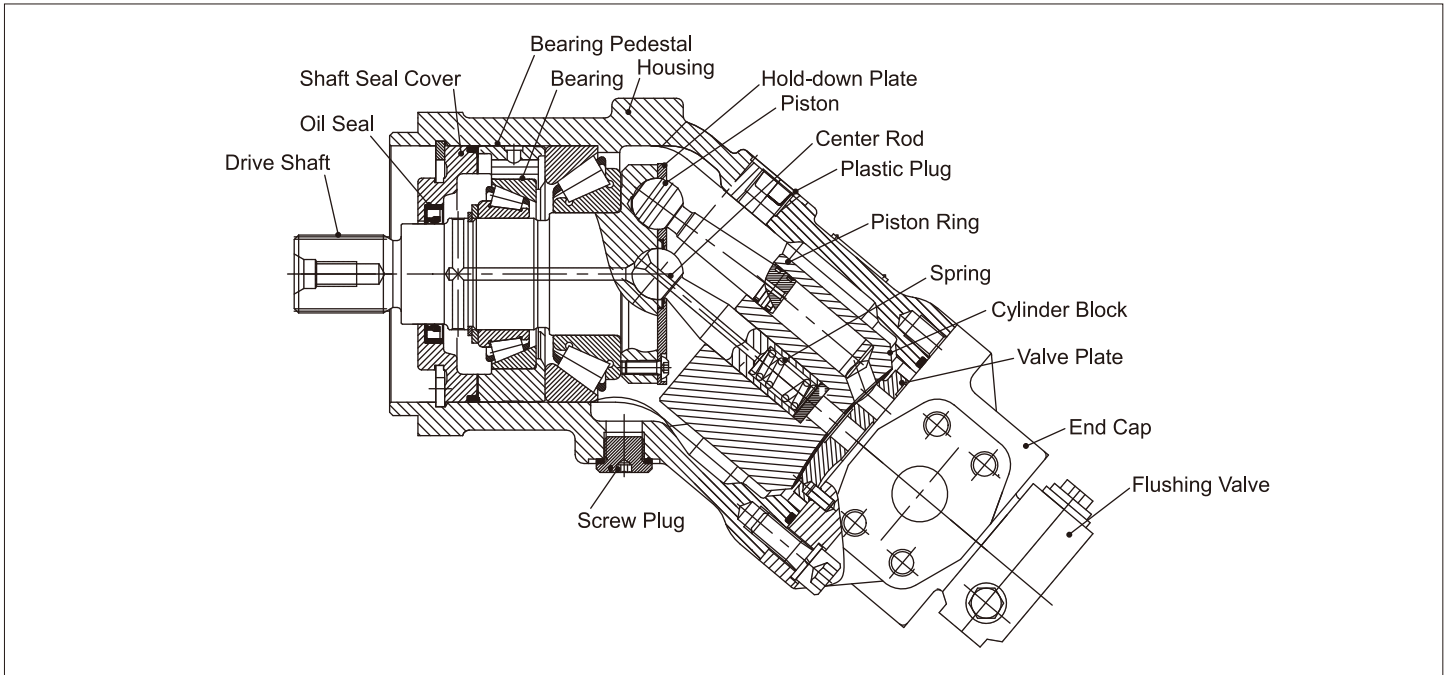 Bearing Pedestal
Housing
Shaft Seal Cover
Bearing
Hold-down Plate
Piston
Oil Seal
Center Rod
Drive Shaft
Plastic Plug
Piston Ring
Spring
Cylinder Block
Valve Plate
End Cap
Flushing Valve
Screw Plug